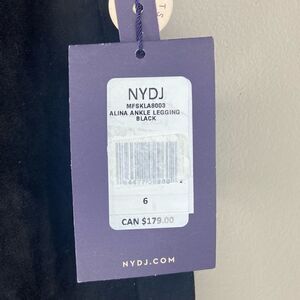 NYDJ
MFSKLA8003
ALINA ANKLE LEGGING
BLACK
6
CAN $179.00
NYDJ.COM